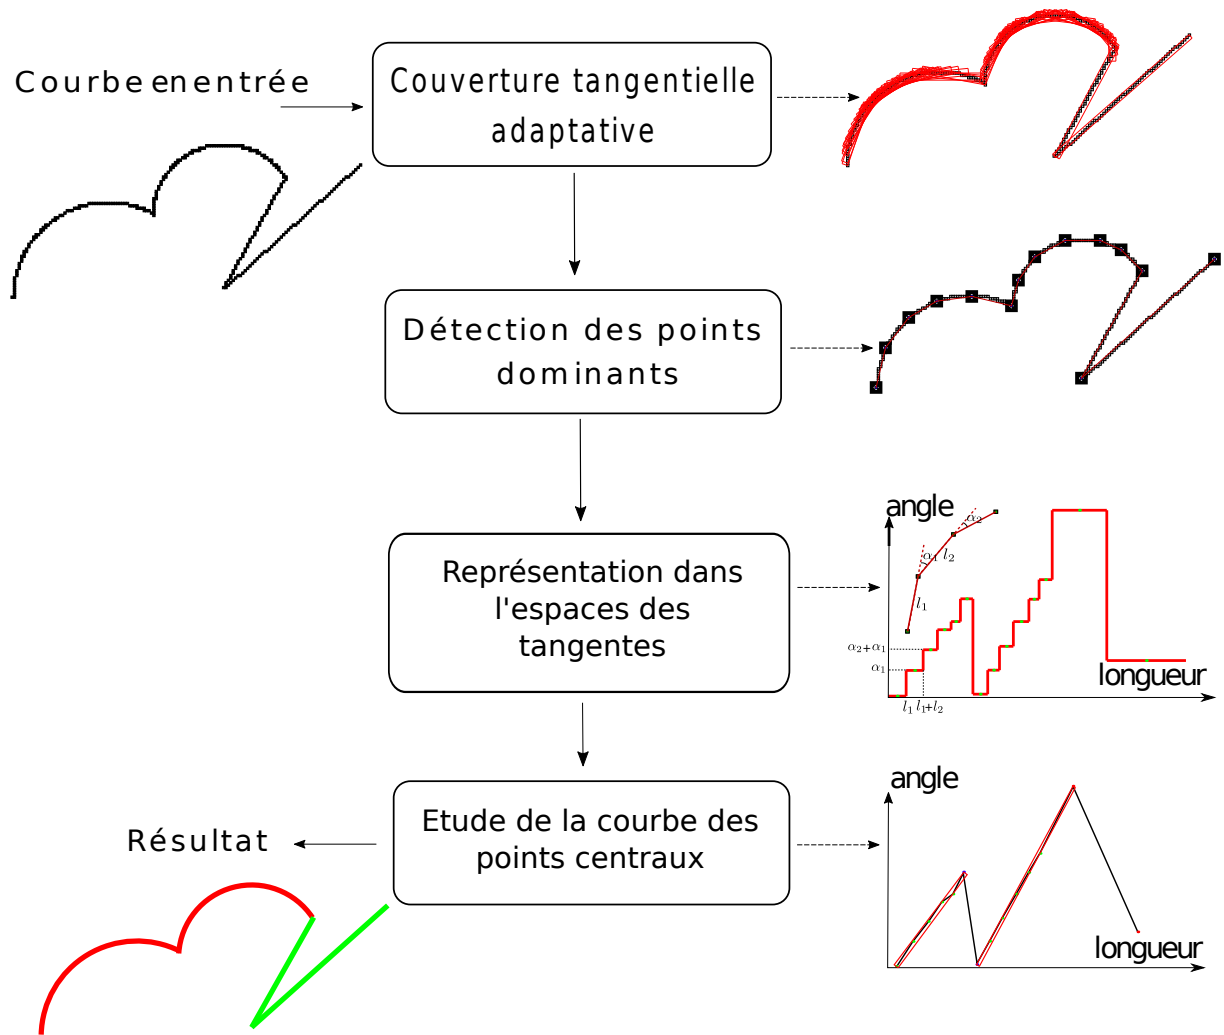 Courbe en entrée
Couverture tangentielle
adaptative
Détection des points
dominants
Représentation dans
l'espaces des
tangentes
angle
α₂
α₁ l₂
l₁
α₂+α₁
α₁
longueur
l₁ l₁+l₂
Etude de la courbe des
points centraux
Résultat
angle
longueur